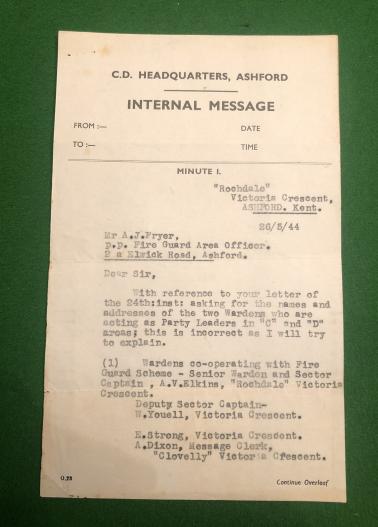 C.D. HEADQUARTERS, ASHFORD
INTERNAL MESSAGE
FROM :—
DATE
TO :—
TIME
MINUTE I.
"Rochdale"
Victoria Crescent,
ASHFORD. Kent.
26/5/44
Mr A.J.Fryer,
p.p. Fire Guard Area Officer.
2 a Elwick Road, Ashford.
Dear Sir,
With reference to your letter of
the 24th:inst: asking for the names and
addresses of the two Wardens who are
acting as Party Leaders in "C" and "D"
areas; this is incorrect as I will try
to explain.
(1) Wardens co-operating with Fire
Guard Scheme - Senior Warden and Sector
Captain , A.V.Elkins, "Rochdale" Victoria
Crescent.
Deputy Sector Captain-
W.Youell, Victoria Crescent.
E.Strong, Victoria Crescent.
A.Dixon, Message Clerk,
"Clovelly" Victoria Crescent.
O.28
Continue Overleaf